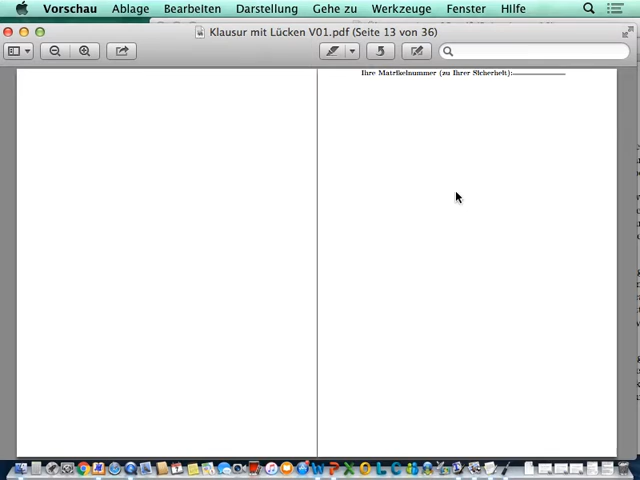 Vorschau Ablage Bearbeiten Darstellung Gehe zu Werkzeuge Fenster Hilfe
Klausur mit Lücken V01.pdf (Seite 13 von 36)
Ihre Matrikelnummer (zu Ihrer Sicherheit):